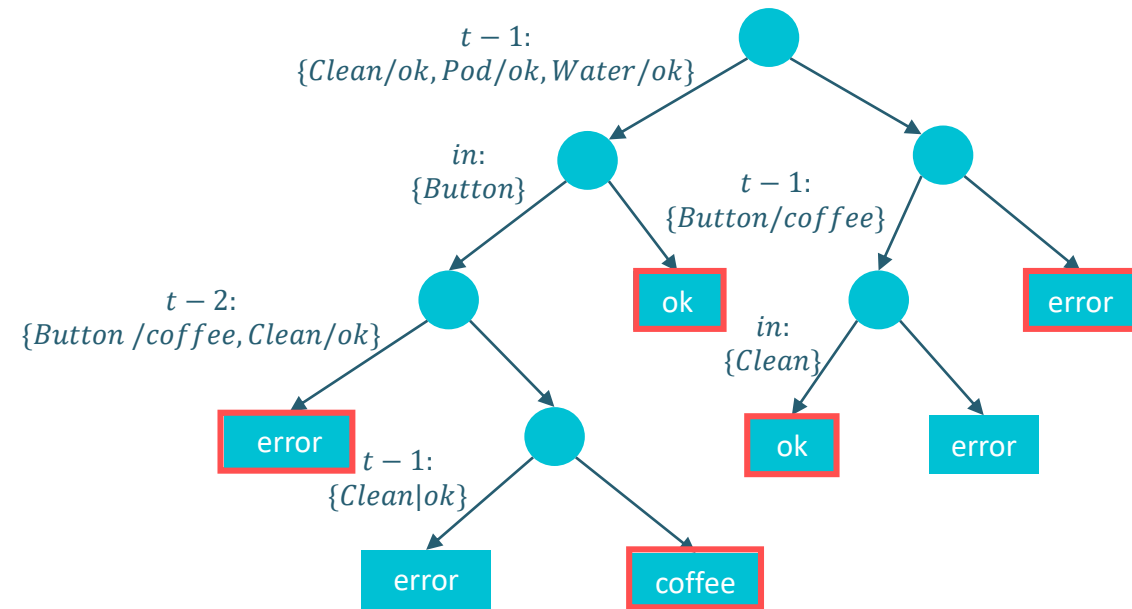 t − 1:
{Clean/ok, Pod/ok, Water/ok}
in:
{Button}
t − 1:
{Button/coffee}
t − 2:
{Button /coffee, Clean/ok}
ok
error
in:
{Clean}
error
ok
error
t − 1:
{Clean|ok}
error
coffee